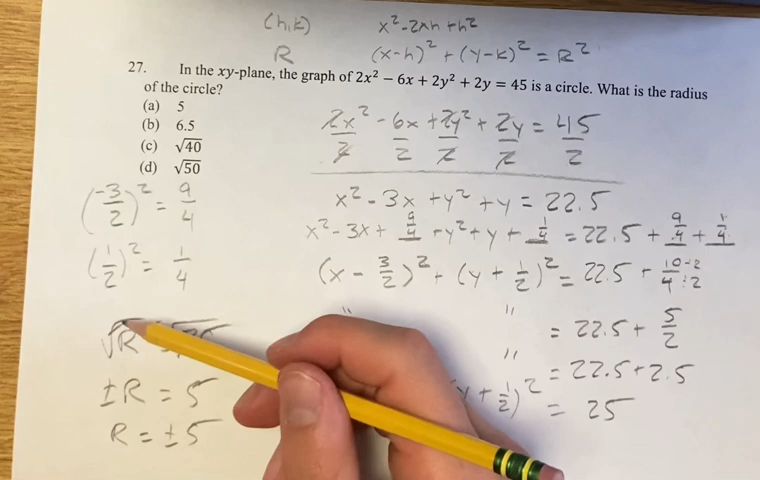 (h,k) x² - 2xh + h²
R (x-h)² + (y-k)² = R²
27. In the xy-plane, the graph of 2x² − 6x + 2y² + 2y = 45 is a circle. What is the radius
of the circle?
(a) 5
(b) 6.5
(c) √40
(d) √50
2x²/2 - 6x/2 + 2y²/2 + 2y/2 = 45/2
x² - 3x + y² + y = 22.5
(-3/2)² = 9/4
x² - 3x + 9/4 + y² + y + 1/4 = 22.5 + 9/4 + 1/4
(1/2)² = 1/4
(x - 3/2)² + (y + 1/2)² = 22.5 + 10÷2/4÷2
" " = 22.5 + 5/2
" = 22.5 + 2.5
y + 1/2)² = 25
√R
±R = 5
R = ±5